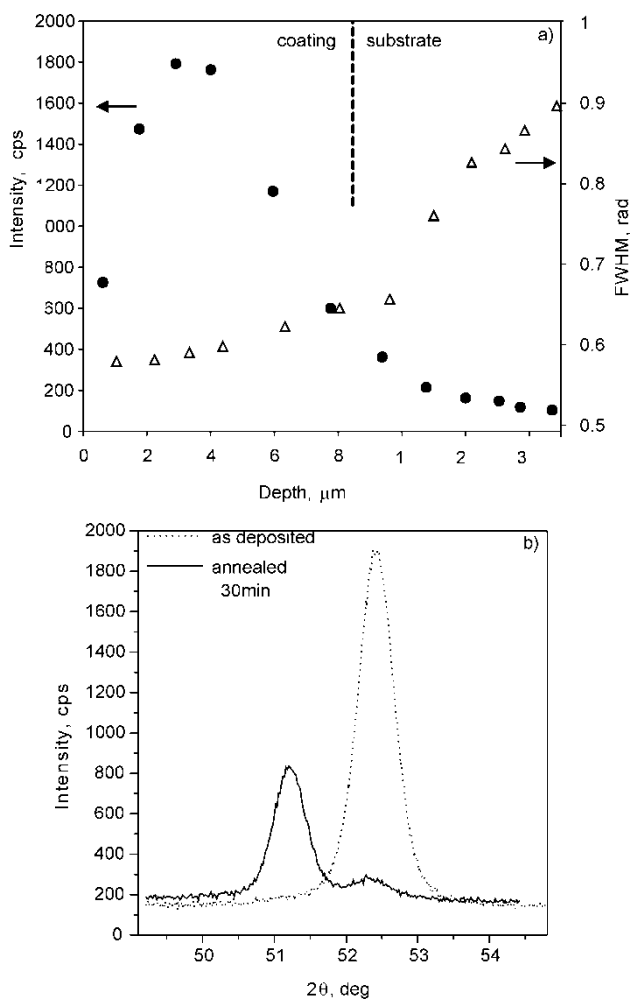 2000
1800
1600
1400
1200
000
800
600
400
200
0
Intensity, cps
coating
substrate
a)
1
0.9
0.8
0.7
0.6
0.5
FWHM, rad
0 2 4 6 8 1 2 3
Depth, μm
2000
1800
1600
1400
1200
1000
800
600
400
200
0
Intensity, cps
as deposited
annealed
30min
b)
50 51 52 53 54
2θ, deg